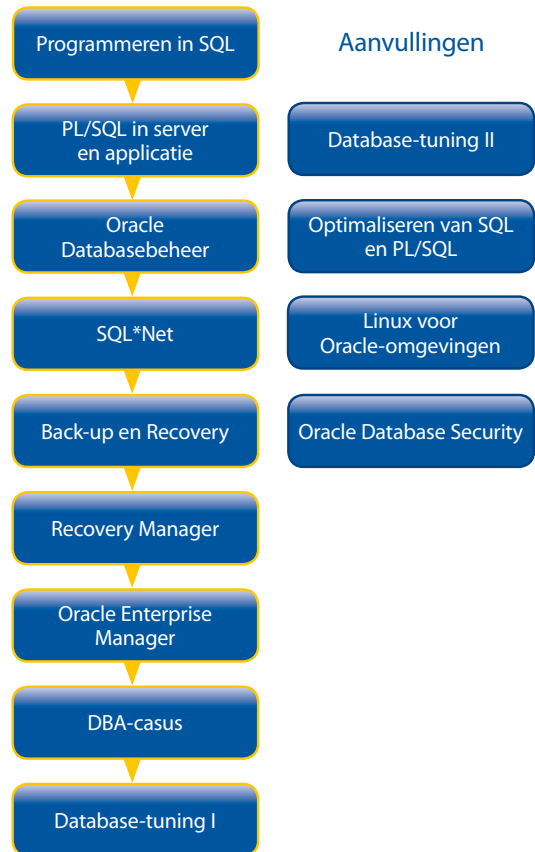 Programmeren in SQL
PL/SQL in server
en applicatie
Oracle
Databasebeheer
SQL*Net
Back-up en Recovery
Recovery Manager
Oracle Enterprise
Manager
DBA-casus
Database-tuning I
Aanvullingen
Database-tuning II
Optimaliseren van SQL
en PL/SQL
Linux voor
Oracle-omgevingen
Oracle Database Security